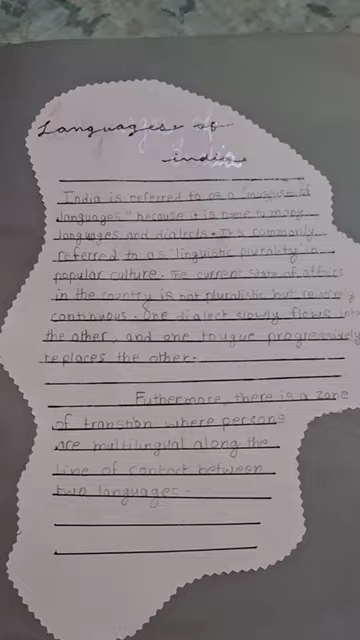 Languages of
india
India is referred to as a "museum of
languages" because it is home to many
languages and dialects. It's commonly
referred to as "linguistic plurality" in
popular culture. The current state of affairs
in the country is not pluralistic but
continuous. One dialect slowly flows into
the other, and one tougue progressively
replaces the other.
Futhermore, there is a zone
of transtion where persons
are multilingual along the
line of contact between
two languages.